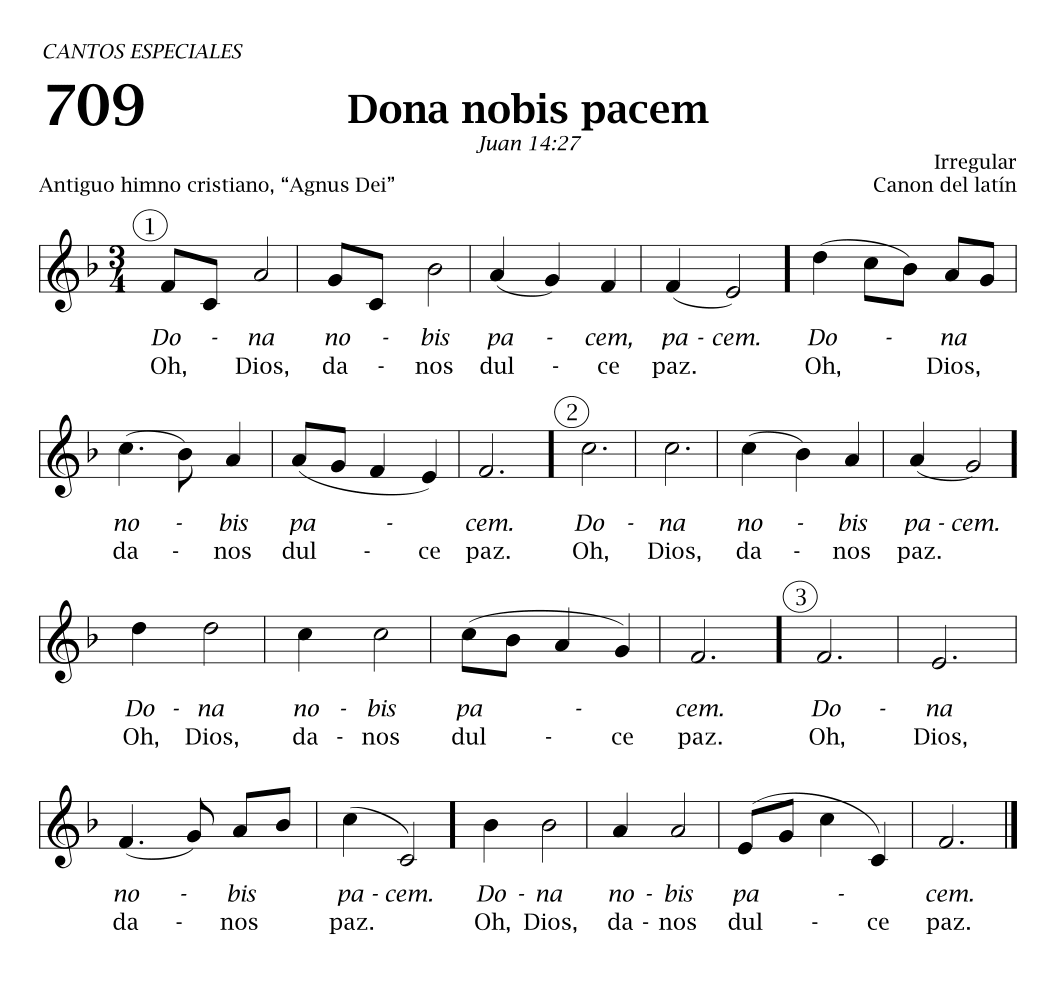 CANTOS ESPECIALES
709
Dona nobis pacem
Juan 14:27
Irregular
Antiguo himno cristiano, “Agnus Dei”
Canon del latín
1
3
4
Do - na no - bis pa - cem, pa - cem. Do - na
Oh, Dios, da - nos dul - ce paz. Oh, Dios,
2
no - bis pa - cem. Do - na no - bis pa - cem.
da - nos dul - ce paz. Oh, Dios, da - nos paz.
3
Do - na no - bis pa - cem. Do - na
Oh, Dios, da - nos dul - ce paz. Oh, Dios,
no - bis pa - cem. Do - na no - bis pa - cem.
da - nos paz. Oh, Dios, da - nos dul - ce paz.